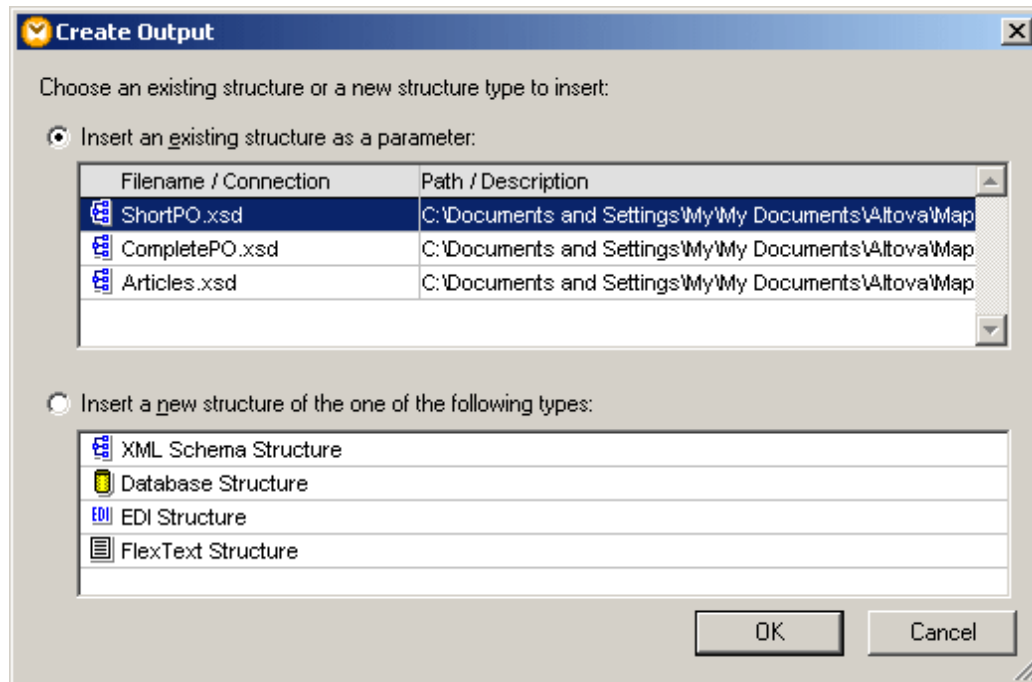 Create Output
Choose an existing structure or a new structure type to insert:
Insert an existing structure as a parameter:
Filename / Connection Path / Description
ShortPO.xsd C:\Documents and Settings\My\My Documents\Altova\Map
CompletePO.xsd C:\Documents and Settings\My\My Documents\Altova\Map
Articles.xsd C:\Documents and Settings\My\My Documents\Altova\Map
Insert a new structure of the one of the following types:
XML Schema Structure
Database Structure
EDI EDI Structure
FlexText Structure
OK Cancel